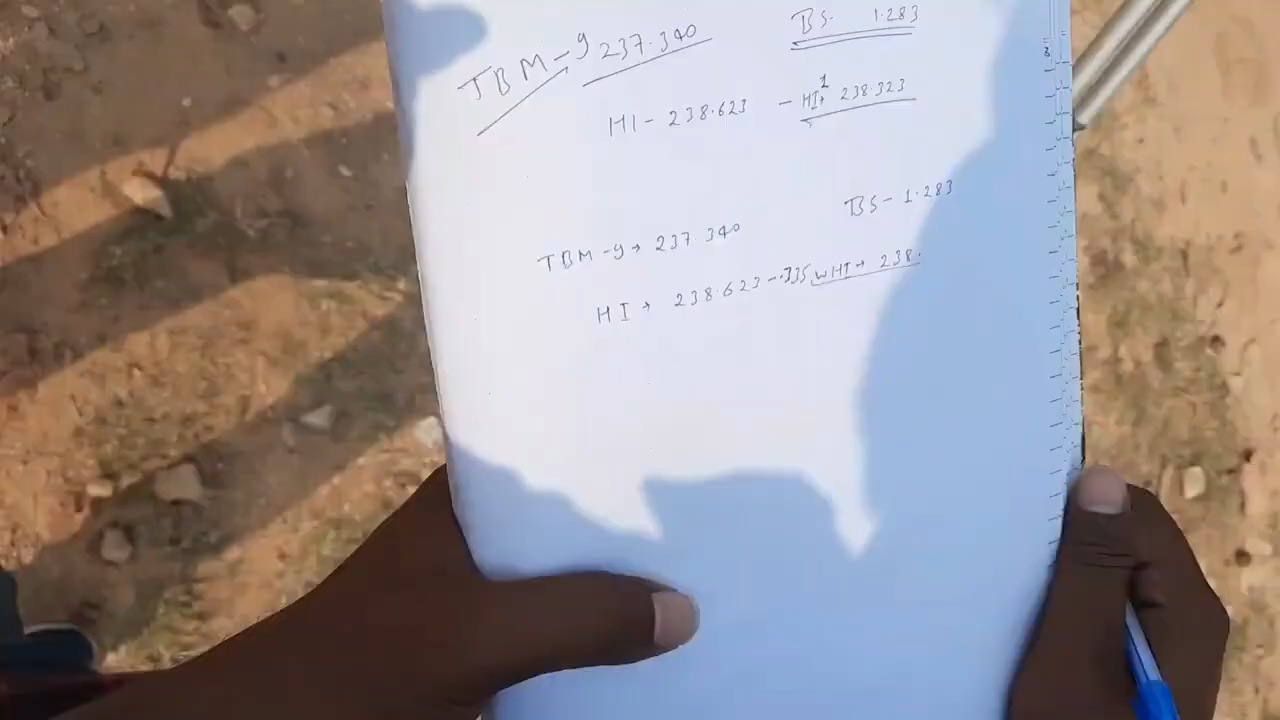 TBM-9 237.340 BS- 1.283
HI- 238.623 - HI→ 1 238.323
TBM-9→ 237 340 BS- 1.283
HI→ 238.623-.335 WHI→ 238.